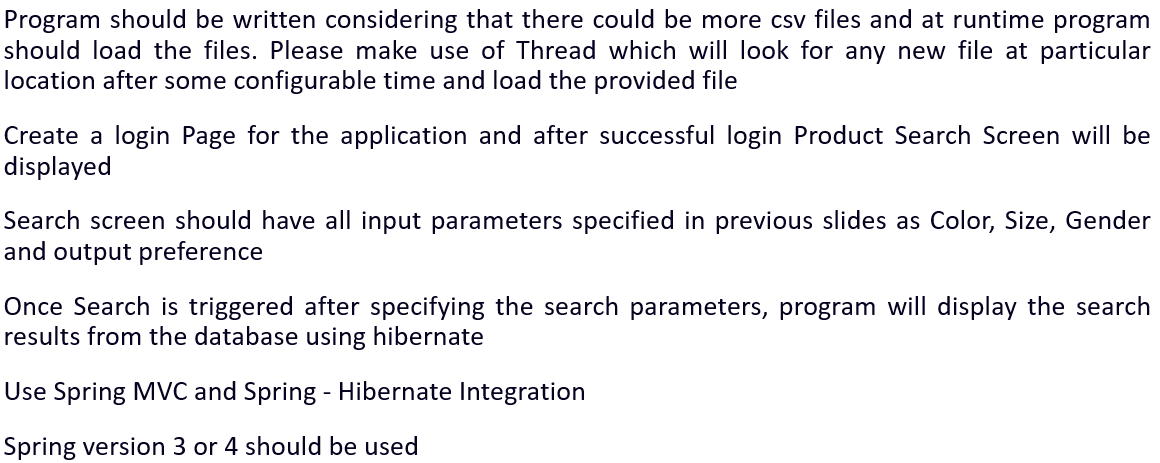 Program should be written considering that there could be more csv files and at runtime program
should load the files. Please make use of Thread which will look for any new file at particular
location after some configurable time and load the provided file
Create a login Page for the application and after successful login Product Search Screen will be
displayed
Search screen should have all input parameters specified in previous slides as Color, Size, Gender
and output preference
Once Search is triggered after specifying the search parameters, program will display the search
results from the database using hibernate
Use Spring MVC and Spring - Hibernate Integration
Spring version 3 or 4 should be used